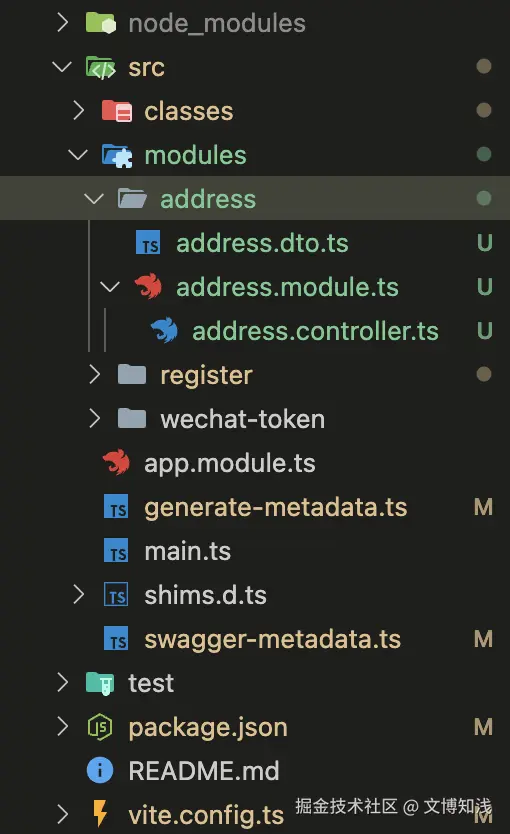 node_modules
src
classes
modules
address
TS address.dto.ts U
address.module.ts U
address.controller.ts U
register
wechat-token
app.module.ts
TS generate-metadata.ts M
TS main.ts
TS shims.d.ts
TS swagger-metadata.ts M
test
JS package.json M
i README.md
vite.config.ts M
掘金技术社区 @ 文博知浅